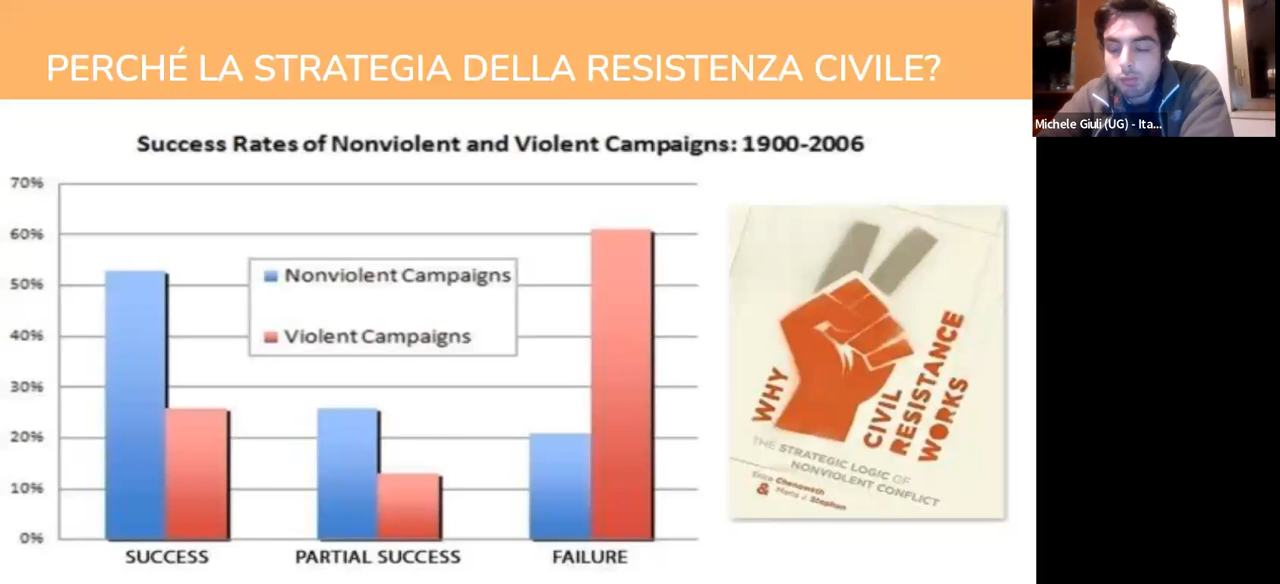 PERCHÉ LA STRATEGIA DELLA RESISTENZA CIVILE?
Michele Giuli (UG) - Ita...
Success Rates of Nonviolent and Violent Campaigns: 1900-2006
70%
60%
50%
40%
30%
20%
10%
0%
Nonviolent Campaigns
Violent Campaigns
SUCCESS
PARTIAL SUCCESS
FAILURE
WHY
CIVIL
RESISTANCE
WORKS
THE STRATEGIC LOGIC OF
NONVIOLENT CONFLICT
Erica Chenoweth
& Maria J. Stephan